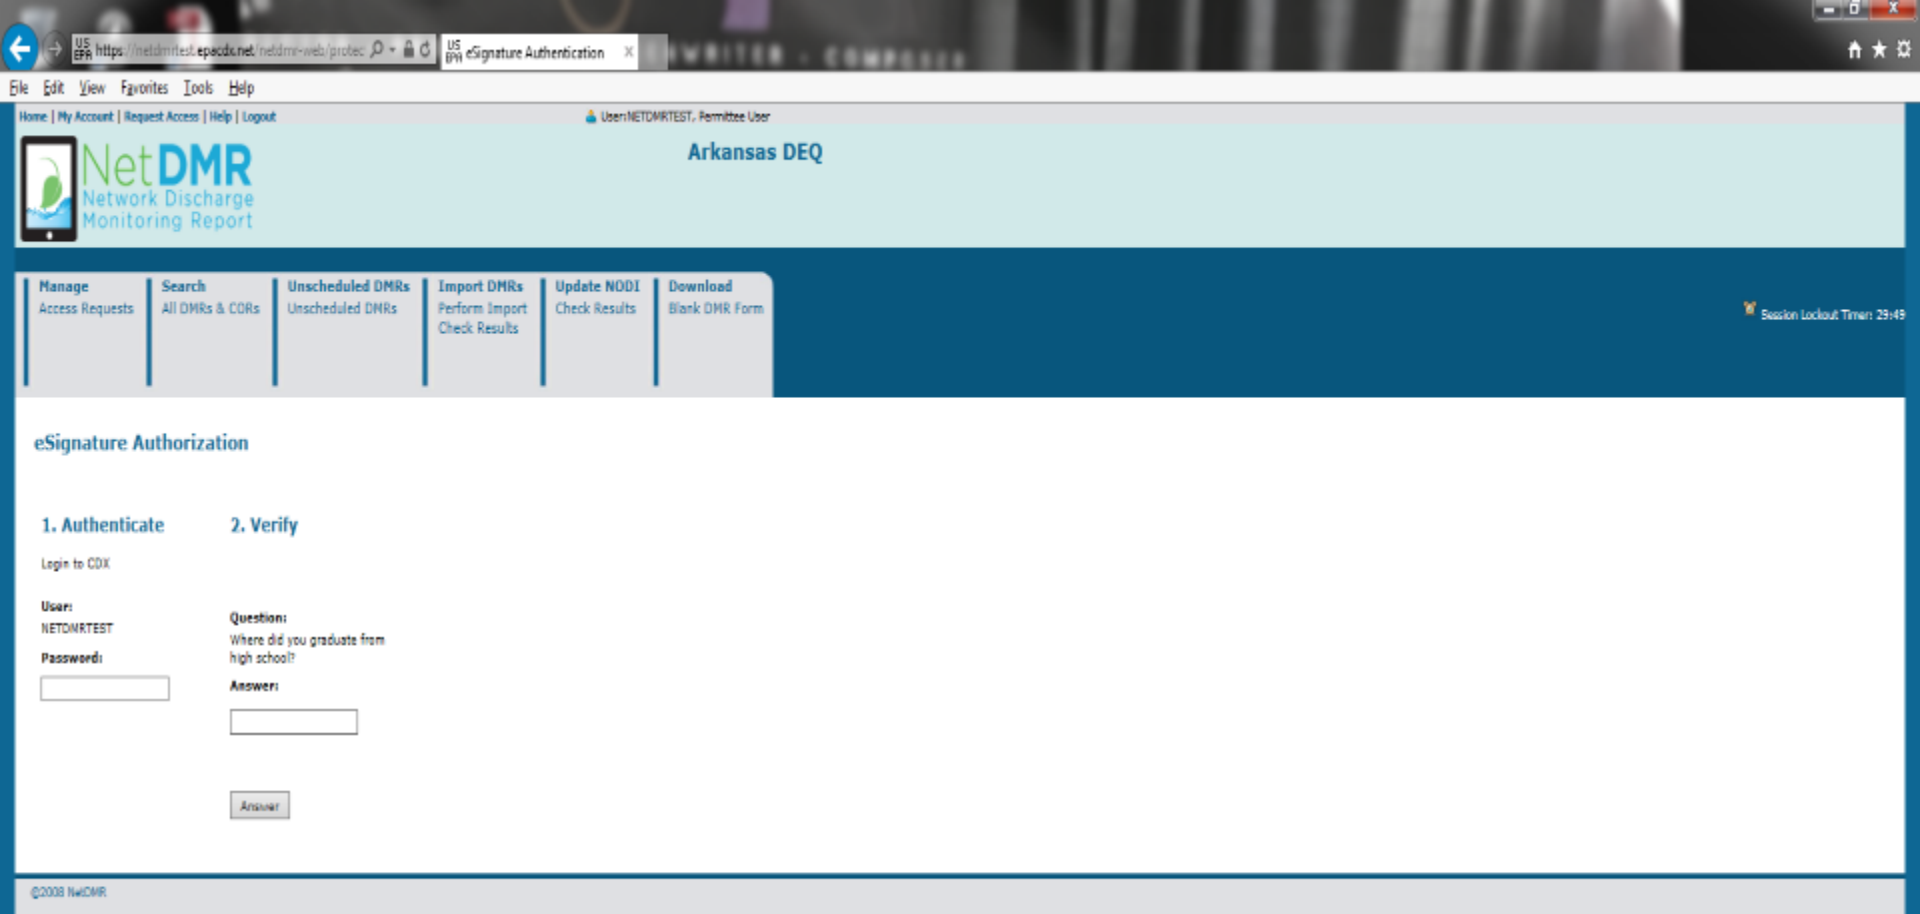 https://netdmrtest.epacdx.net/netdmr-web/protec
US EPA eSignature Authentication
WRITER - COMPOSER
File Edit View Favorites Tools Help
Home | My Account | Request Access | Help | Logout
User:NETDMRTEST, Permittee User
NetDMR
Network Discharge
Monitoring Report
Arkansas DEQ
Manage Search Unscheduled DMRs Import DMRs Update NODI Download
Access Requests All DMRs & CORs Unscheduled DMRs Perform Import Check Results Blank DMR Form
Check Results
Session Lockout Timer: 29:49
eSignature Authorization
1. Authenticate 2. Verify
Login to CDX
User:
NETDMRTEST
Password:
Question:
Where did you graduate from
high school?
Answer:
Answer
©2008 NetDMR